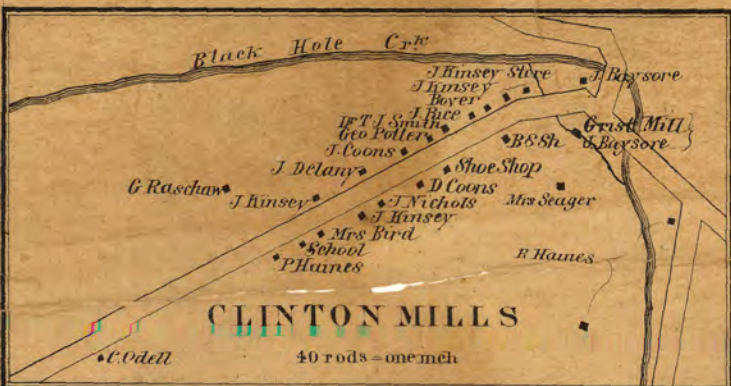 Black Hole Crk
J. Kinsey Store
J. Baysore
J. Kinsey
Boyer
J. Price
Dr T. J. Smith
Geo Potter
Grist Mill
J. Baysore
B S Sh
J. Coons
J. Delany
Shoe Shop
G. Raschaw
D. Coons
Mrs Seager
J. Kinsey
J. Nichols
J. Kinsey
Mrs Bird
School
P. Haines
F. Haines
CLINTON MILLS
40 rods = one inch
C. Odell